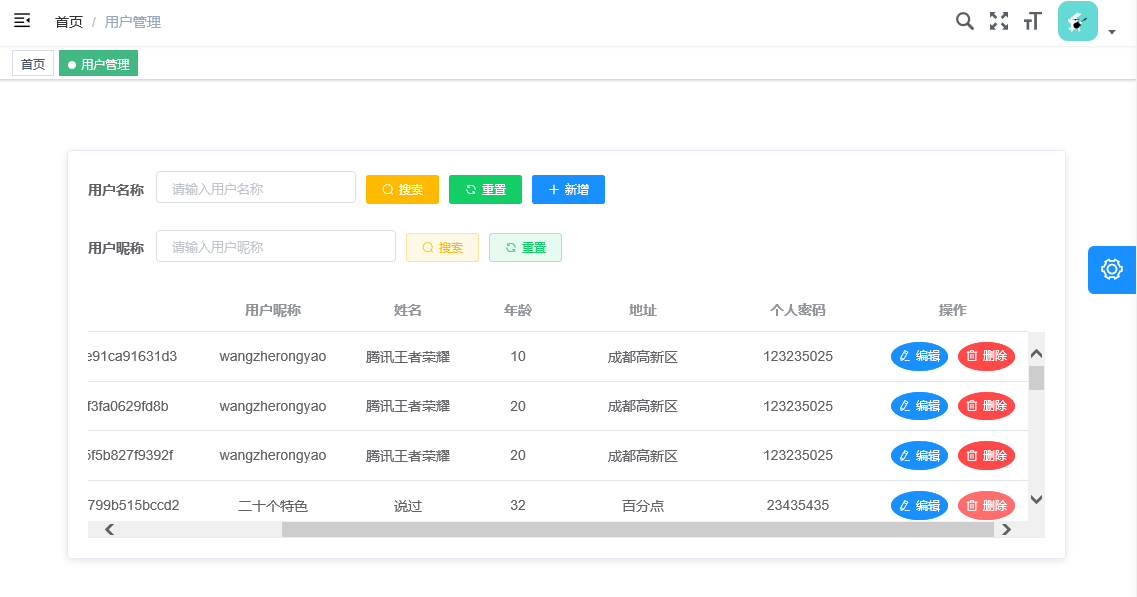 首页 / 用户管理
首页 用户管理
用户名称 请输入用户名称 搜索 重置 新增
用户昵称 请输入用户昵称 搜索 重置
用户昵称 姓名 年龄 地址 个人密码 操作
e91ca91631d3 wangzherongyao 腾讯王者荣耀 10 成都高新区 123235025 编辑 删除
f3fa0629fd8b wangzherongyao 腾讯王者荣耀 20 成都高新区 123235025 编辑 删除
5f5b827f9392f wangzherongyao 腾讯王者荣耀 20 成都高新区 123235025 编辑 删除
799b515bccd2 二十个特色 说过 32 百分点 23435435 编辑 删除